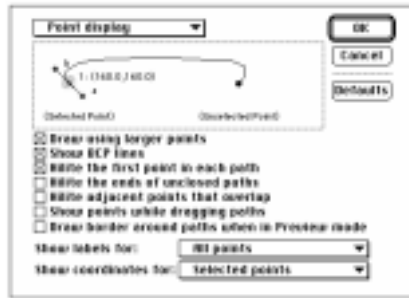 Point display
OK
Cancel
Defaults
b
1: (160.0,160.0)
a
(Selected Point)
(Unselected Point)
Draw using larger points
Show BCP lines
Hilite the first point in each path
Hilite the ends of unclosed paths
Hilite adjacent points that overlap
Show points while dragging paths
Draw border around paths when in Preview mode
Show labels for: All points
Show coordinates for: Selected points